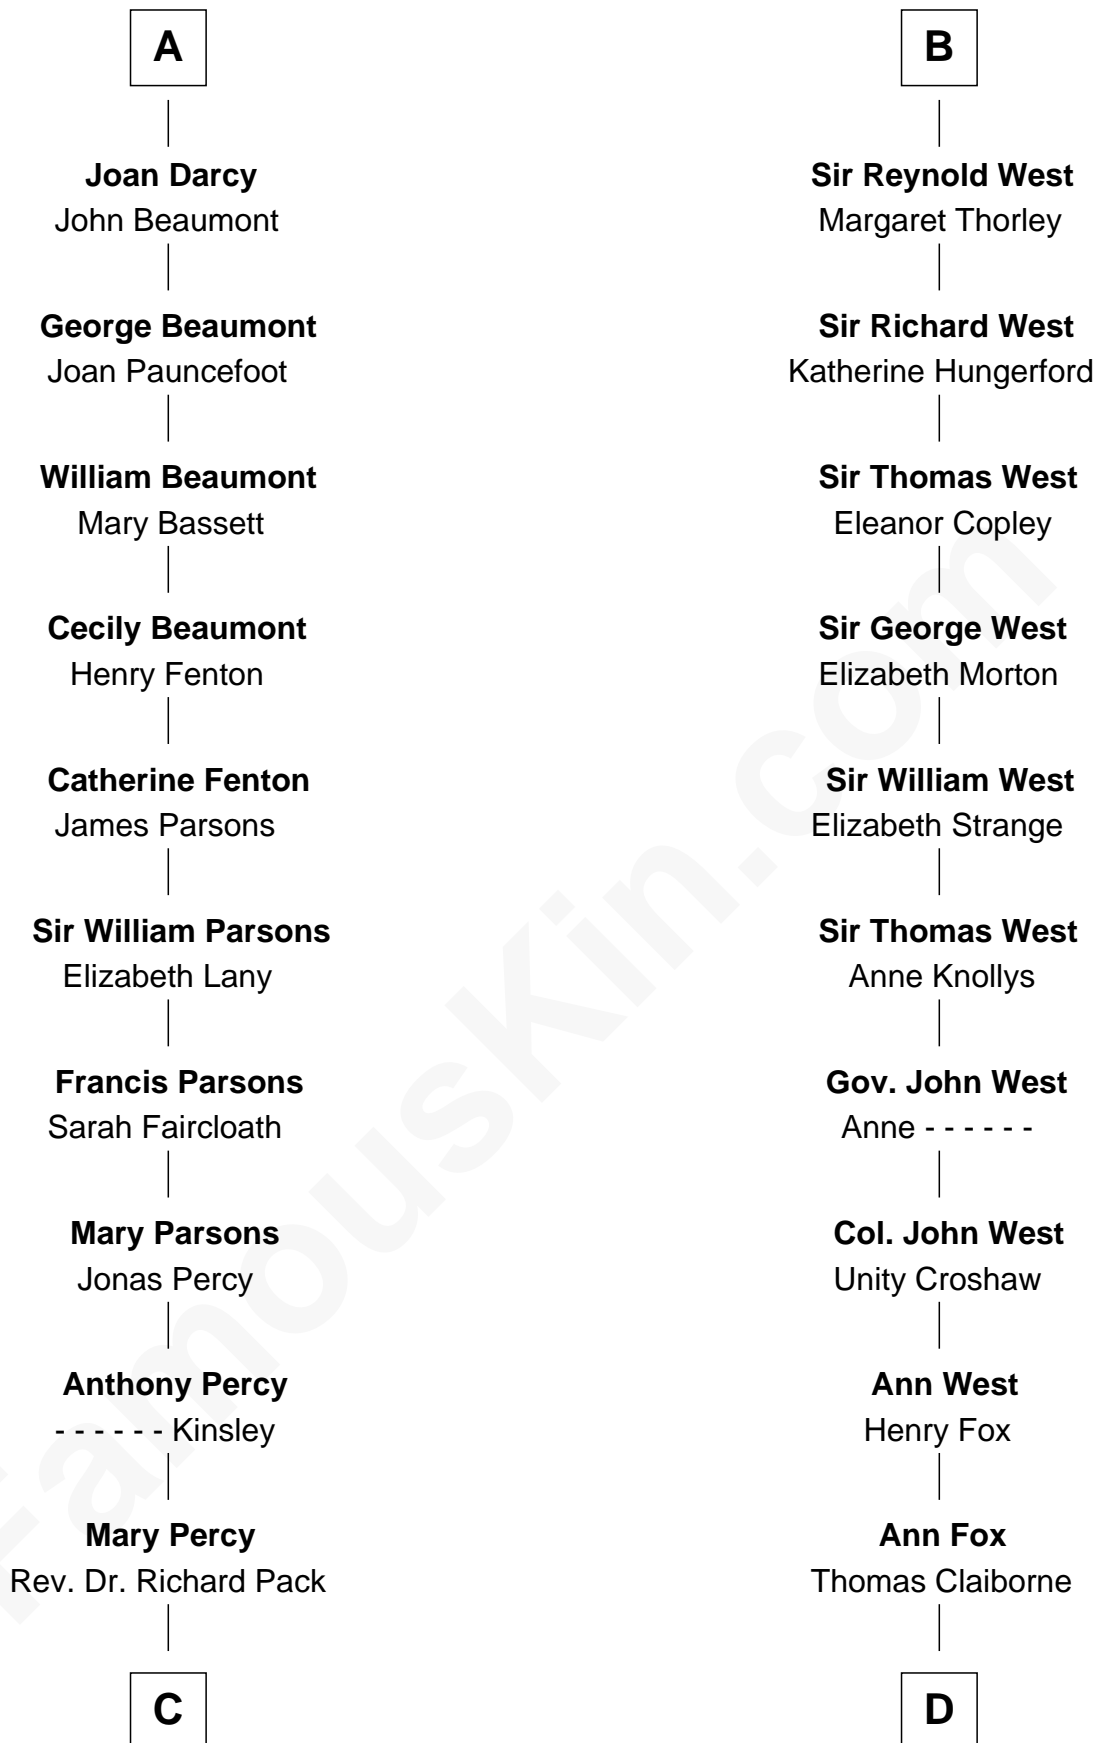 A
Joan Darcy
John Beaumont
George Beaumont
Joan Pauncefoot
William Beaumont
Mary Bassett
Cecily Beaumont
Henry Fenton
Catherine Fenton
James Parsons
Sir William Parsons
Elizabeth Lany
Francis Parsons
Sarah Faircloath
Mary Parsons
Jonas Percy
Anthony Percy
- - - - - - Kinsley
Mary Percy
Rev. Dr. Richard Pack
C
B
Sir Reynold West
Margaret Thorley
Sir Richard West
Katherine Hungerford
Sir Thomas West
Eleanor Copley
Sir George West
Elizabeth Morton
Sir William West
Elizabeth Strange
Sir Thomas West
Anne Knollys
Gov. John West
Anne - - - - - -
Col. John West
Unity Croshaw
Ann West
Henry Fox
Ann Fox
Thomas Claiborne
D
FamousKin.com